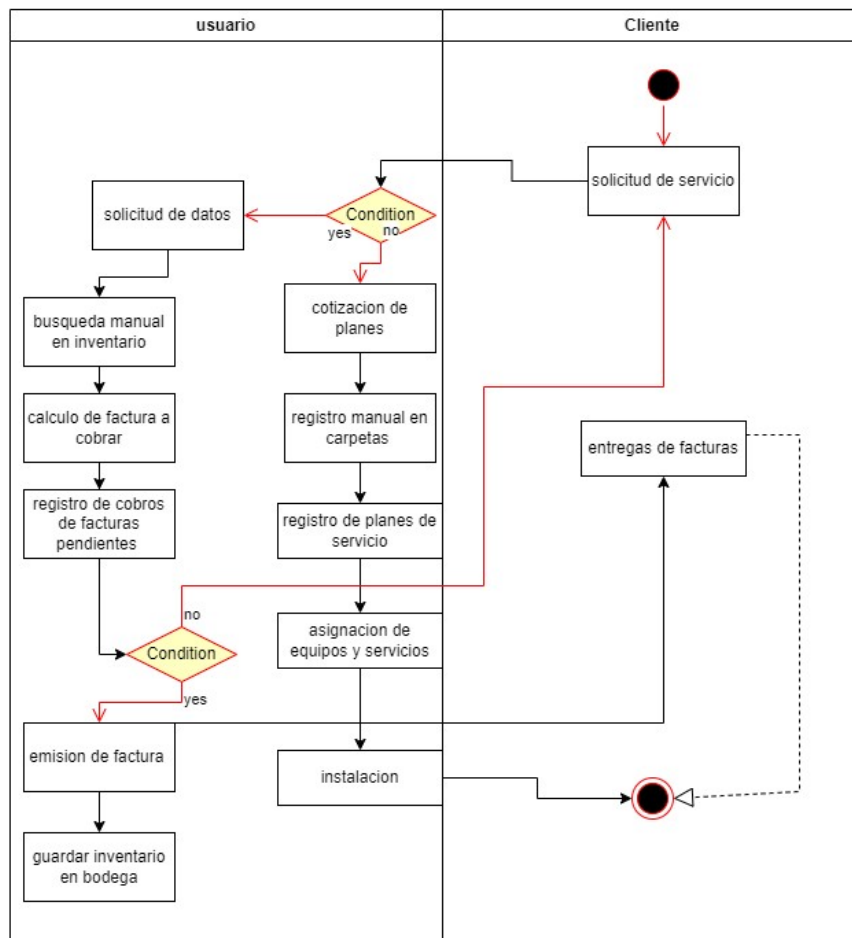 usuario
Cliente
solicitud de servicio
solicitud de datos
Condition
yes
no
busqueda manual
en inventario
cotizacion de
planes
calculo de factura a
cobrar
registro manual en
carpetas
entregas de facturas
registro de cobros
de facturas
pendientes
registro de planes de
servicio
no
asignacion de
equipos y servicios
Condition
yes
emision de factura
instalacion
guardar inventario
en bodega